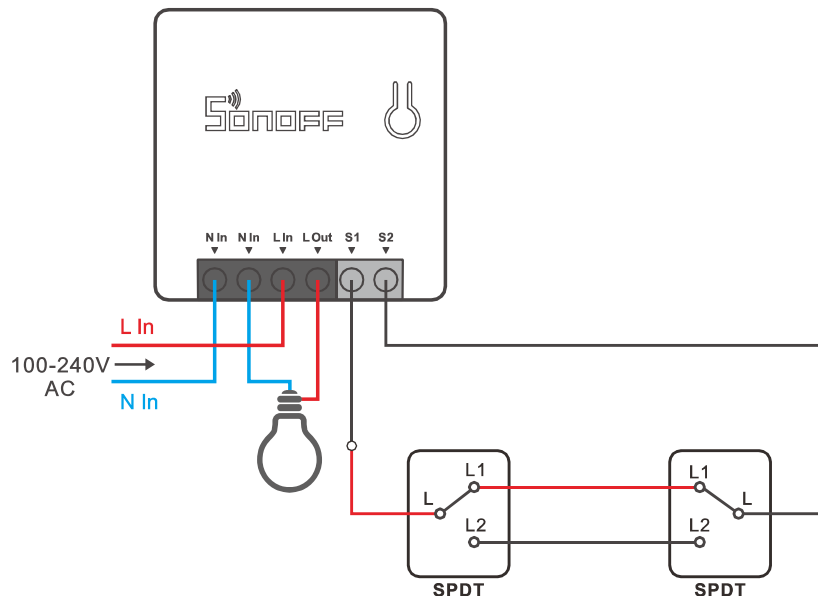 SONOFF
N In N In L In L Out S1 S2
L In
100-240V
AC
N In
L1
L
L2
SPDT
L1
L
L2
SPDT